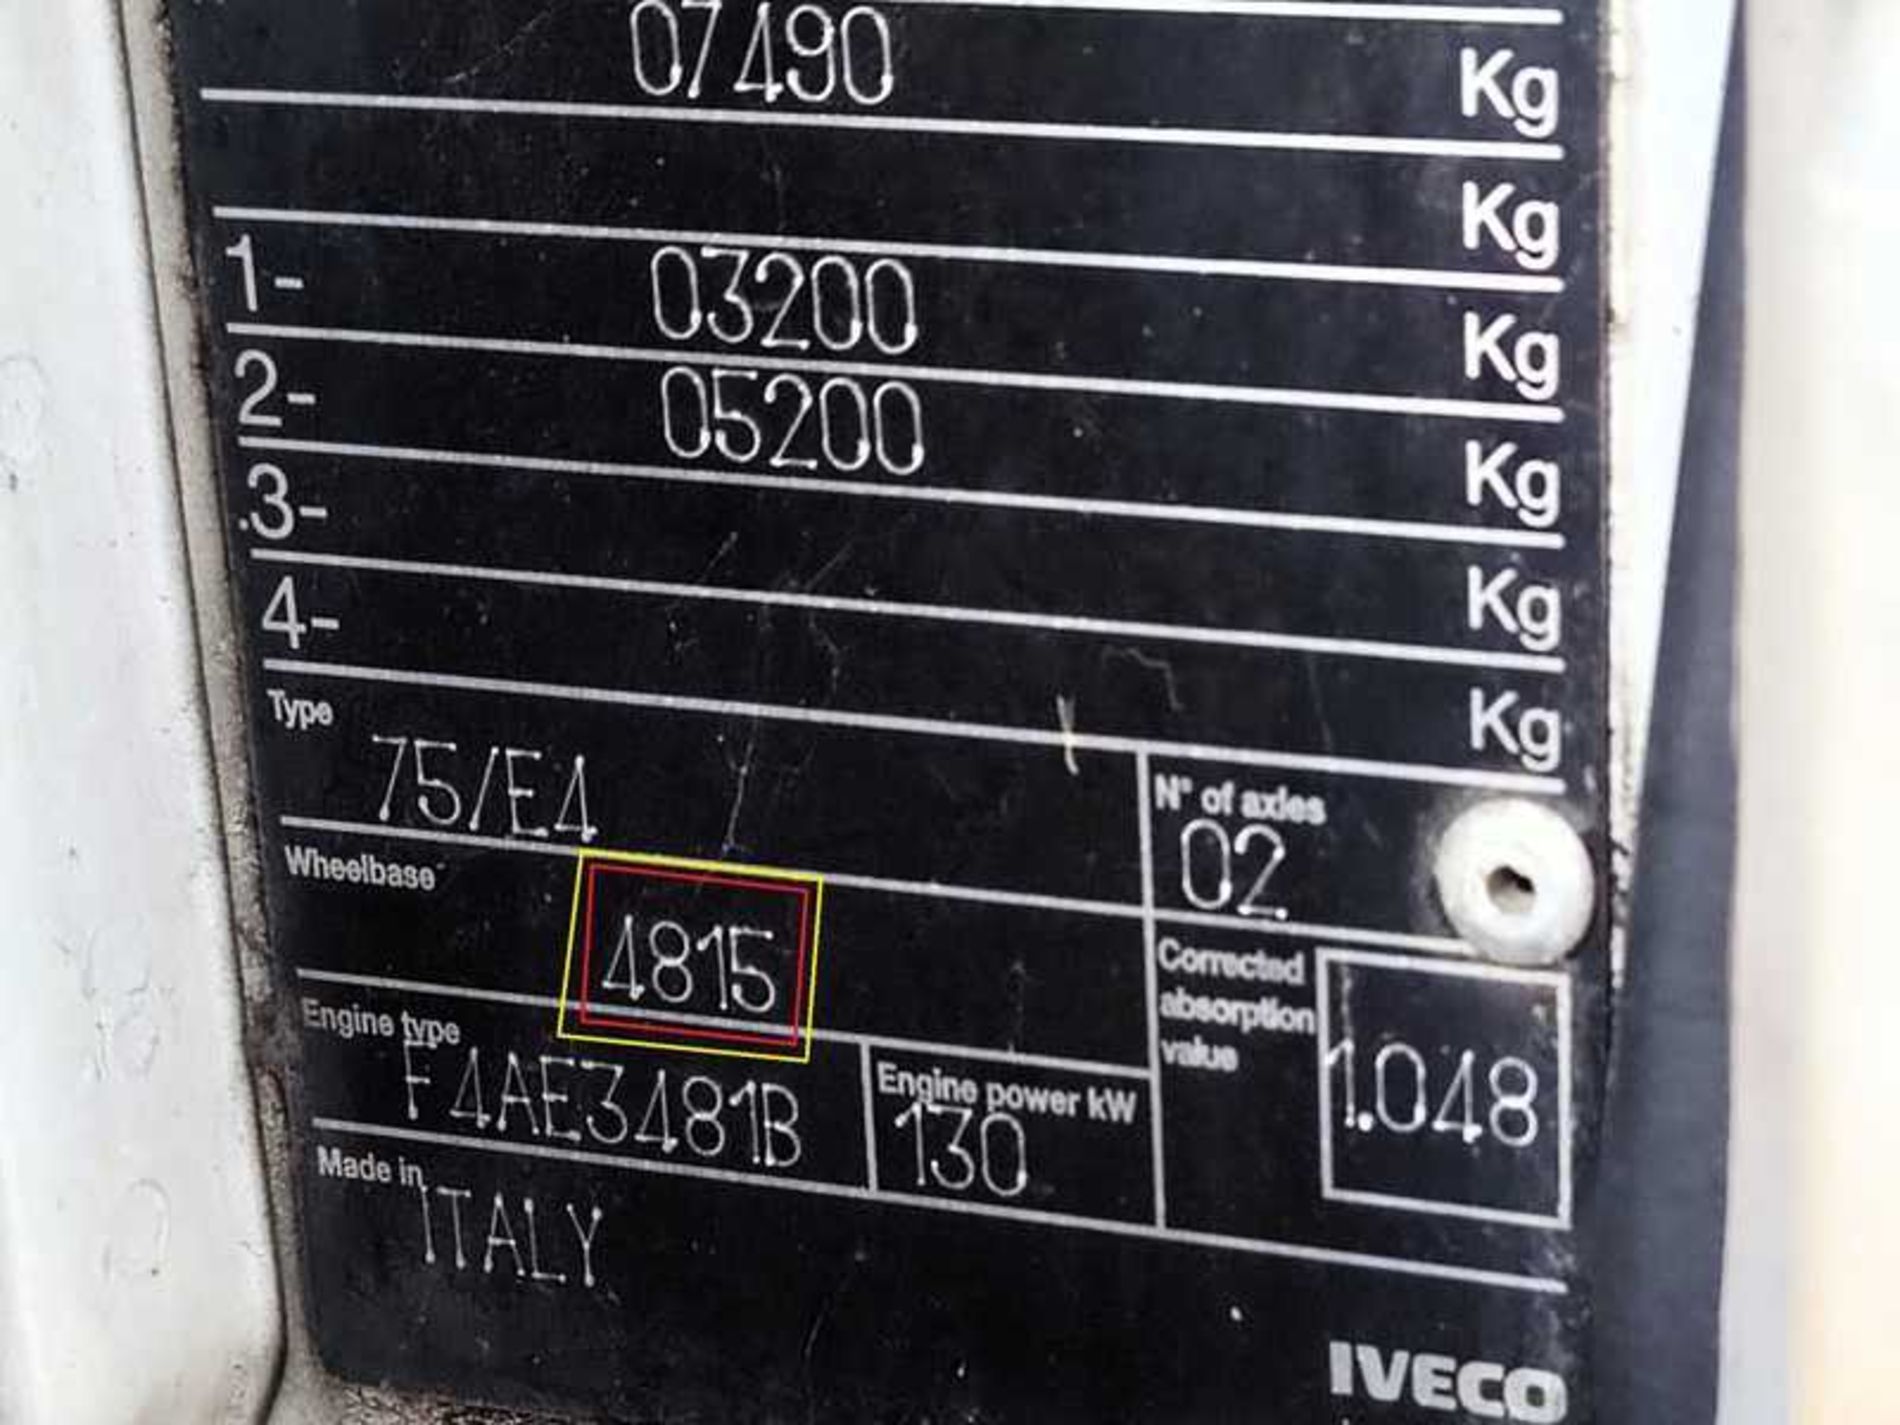 07490 Kg
Kg
1- 03200 Kg
2- 05200 Kg
3- Kg
4- Kg
Type
75/E4
N° of axles
02
Wheelbase
4815
Corrected
absorption
value
1.048
Engine type
F4AE3481B
Engine power kW
130
Made in
ITALY
IVECO